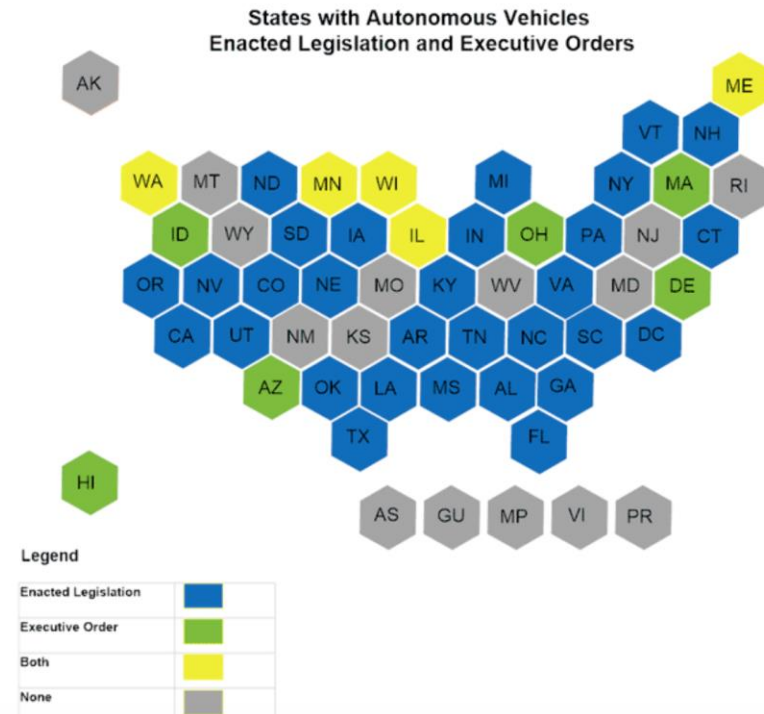 States with Autonomous Vehicles
Enacted Legislation and Executive Orders
AK
ME
VT NH
WA MT ND MN WI MI NY MA RI
ID WY SD IA IL IN OH PA NJ CT
OR NV CO NE MO KY WV VA MD DE
CA UT NM KS AR TN NC SC DC
AZ OK LA MS AL GA
TX FL
HI
AS GU MP VI PR
Legend
Enacted Legislation
Executive Order
Both
None